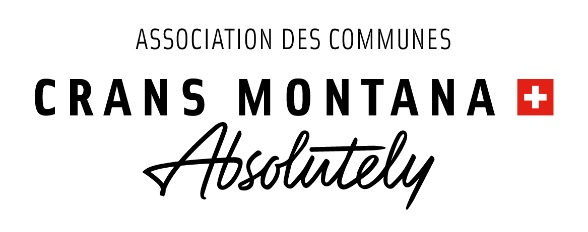 ASSOCIATION DES COMMUNES
CRANS MONTANA
Absolutely